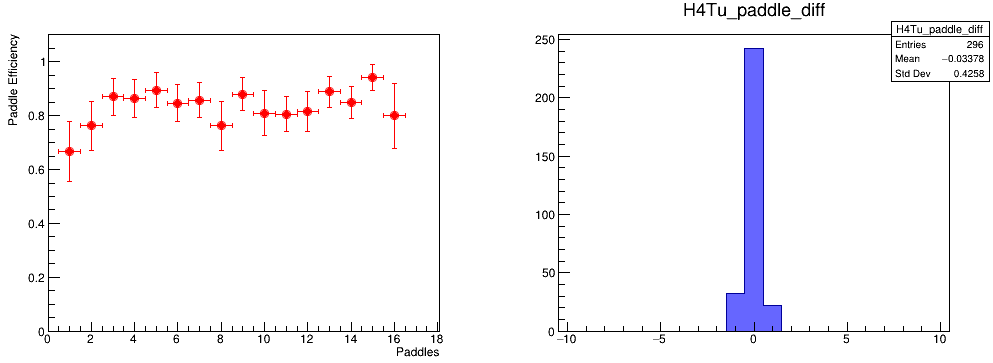 Paddle Efficiency
1
0.8
0.6
0.4
0.2
0
0 2 4 6 8 10 12 14 16 18
Paddles
H4Tu_paddle_diff
H4Tu_paddle_diff
Entries 296
Mean −0.03378
Std Dev 0.4258
250
200
150
100
50
0
−10 −5 0 5 10